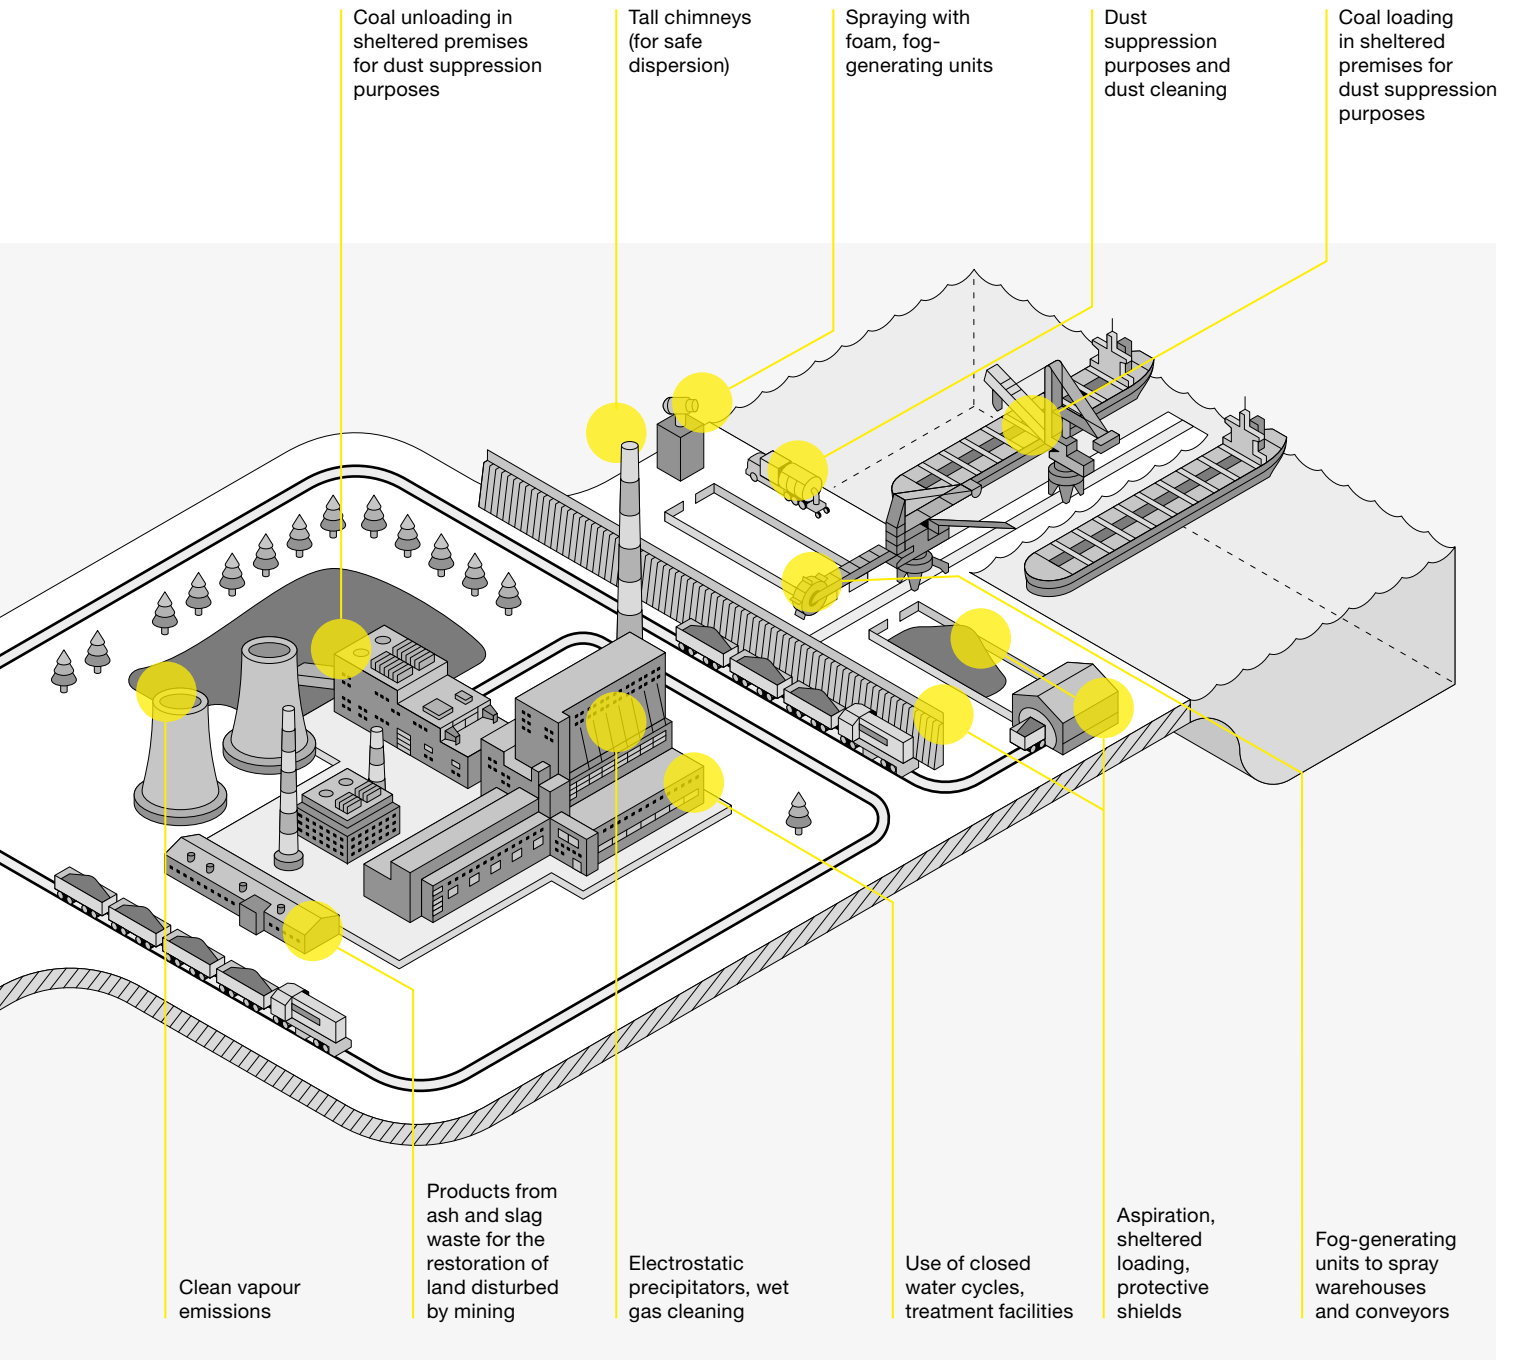 Coal unloading in
sheltered premises
for dust suppression
purposes
Tall chimneys
(for safe
dispersion)
Spraying with
foam, fog-
generating units
Dust
suppression
purposes and
dust cleaning
Coal loading
in sheltered
premises for
dust suppression
purposes
Clean vapour
emissions
Products from
ash and slag
waste for the
restoration of
land disturbed
by mining
Electrostatic
precipitators, wet
gas cleaning
Use of closed
water cycles,
treatment facilities
Aspiration,
sheltered
loading,
protective
shields
Fog-generating
units to spray
warehouses
and conveyors